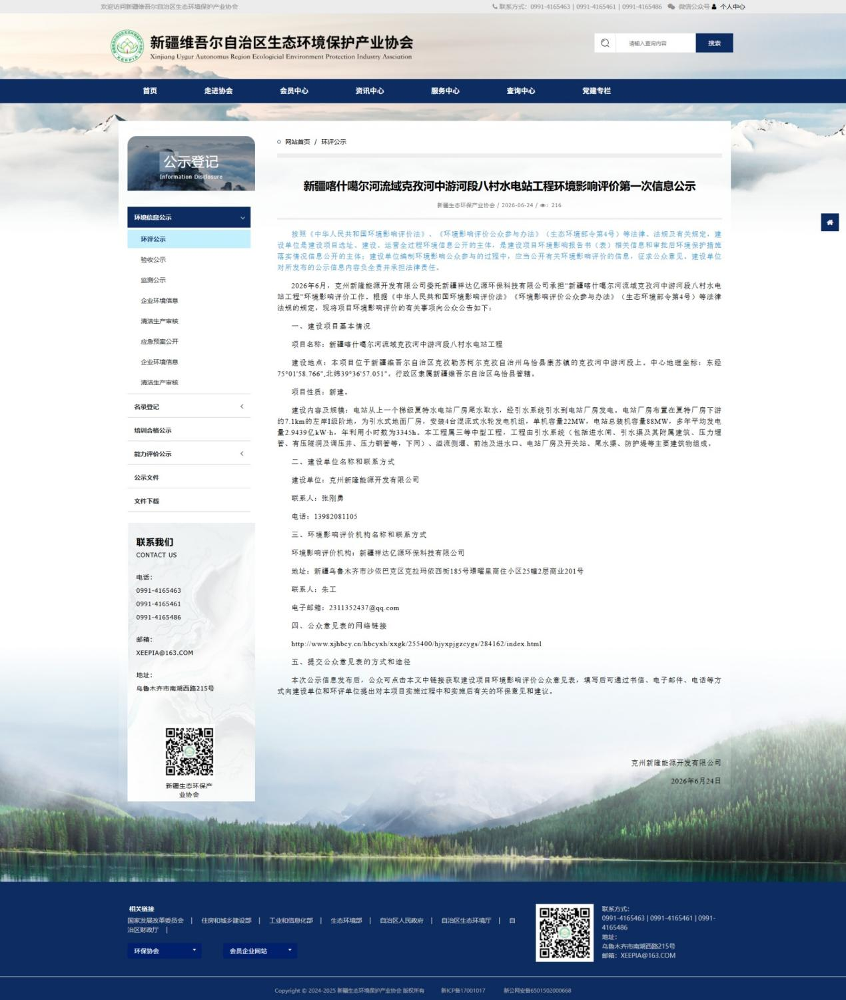 欢迎访问新疆维吾尔自治区生态环境保护产业协会
联系方式：0991-4165463 | 0991-4165461 | 0991-4165486 微信公众号 个人中心
新疆维吾尔自治区生态环境保护产业协会
Xinjiang Uygur Autonomus Region Ecologicial Environment Protection Industry Assciation
XEEPIA
请输入查询内容
搜索
首页 走进协会 会员中心 资讯中心 服务中心 查询中心 党建专栏
公示登记
Information Disclosure
环境信息公示
环评公示
验收公示
监测公示
企业环境信息
清洁生产审核
应急预案公开
企业环境信息
清洁生产审核
名录登记
培训合格公示
能力评价公示
公示文件
文件下载
联系我们
CONTACT US
电话：
0991-4165463
0991-4165461
0991-4165486
邮箱：
XEEPIA@163.COM
地址：
乌鲁木齐市南湖西路215号
新疆生态环保产
业协会
网站首页 / 环评公示
新疆喀什噶尔河流域克孜河中游河段八村水电站工程环境影响评价第一次信息公示
新疆生态环保产业协会 / 2026-06-24 / ：216
按照《中华人民共和国环境影响评价法》、《环境影响评价公众参与办法》（生态环境部令第4号）等法律、法规及有关规定，建
设单位是建设项目选址、建设、运营全过程环境信息公开的主体，是建设项目环境影响报告书（表）相关信息和审批后环境保护措施
落实情况信息公开的主体；建设单位编制环境影响公众参与的过程中，应当公开有关环境影响评价的信息，征求公众意见。建设单位
对所发布的公示信息内容负全责并承担法律责任。
2026年6月，克州新隆能源开发有限公司委托新疆祥达亿源环保科技有限公司承担“新疆喀什噶尔河流域克孜河中游河段八村水电
站工程”环境影响评价工作。根据《中华人民共和国环境影响评价法》《环境影响评价公众参与办法》（生态环境部令第4号）等法律
法规的规定，现将项目环境影响评价的有关事项向公众公告如下：
一、建设项目基本情况
项目名称：新疆喀什噶尔河流域克孜河中游河段八村水电站工程
建设地点：本项目位于新疆维吾尔自治区克孜勒苏柯尔克孜自治州乌恰县康苏镇的克孜河中游河段上。中心地理坐标：东经
75°01'58.766",北纬39°36'57.051"。行政区隶属新疆维吾尔自治区乌恰县管辖。
项目性质：新建。
建设内容及规模：电站从上一个梯级夏特水电站厂房尾水取水，经引水系统引水到电站厂房发电。电站厂房布置在夏特厂房下游
约7.1km的左岸I级阶地，为引水式地面厂房，安装4台混流式水轮发电机组，单机容量22MW，电站总装机容量88MW，多年平均发电
量2.9439亿kW·h，年利用小时数为3345h。本工程属三等中型工程，工程由引水系统（包括进水闸、引水渠及其附属建筑、压力埋
管、有压隧洞及调压井、压力钢管等，下同）、溢流侧堰、前池及进水口、电站厂房及开关站、尾水渠、防护堤等主要建筑物组成。
二、建设单位名称和联系方式
建设单位：克州新隆能源开发有限公司
联系人：张刚勇
电话：13982081105
三、环境影响评价机构名称和联系方式
环境影响评价机构：新疆祥达亿源环保科技有限公司
地址：新疆乌鲁木齐市沙依巴克区克拉玛依西街185号璟曜里商住小区25幢2层商业201号
联系人：朱工
电子邮箱：2311352437@qq.com
四、公众意见表的网络链接
http://www.xjhbcy.cn/hbcyxh/xxgk/255400/hjyxpjgzcygs/284162/index.html
五、提交公众意见表的方式和途径
本次公示信息发布后，公众可点击本文中链接获取建设项目环境影响评价公众意见表，填写后可通过书信、电子邮件、电话等方
式向建设单位和环评单位提出对本项目实施过程中和实施后有关的环保意见和建议。
克州新隆能源开发有限公司
2026年6月24日
相关链接
国家发展改革委员会 | 住房和城乡建设部 | 工业和信息化部 | 生态环境部 | 自治区人民政府 | 自治区生态环境厅 | 自
治区财政厅 |
环保协会 会员企业网站
联系方式：
0991-4165463 | 0991-4165461 | 0991-
4165486
地址：
乌鲁木齐市南湖西路215号
邮箱：XEEPIA@163.COM
Copyright © 2024-2025 新疆生态环境保护产业协会 版权所有 新ICP备17001017 新公网安备6501502000668